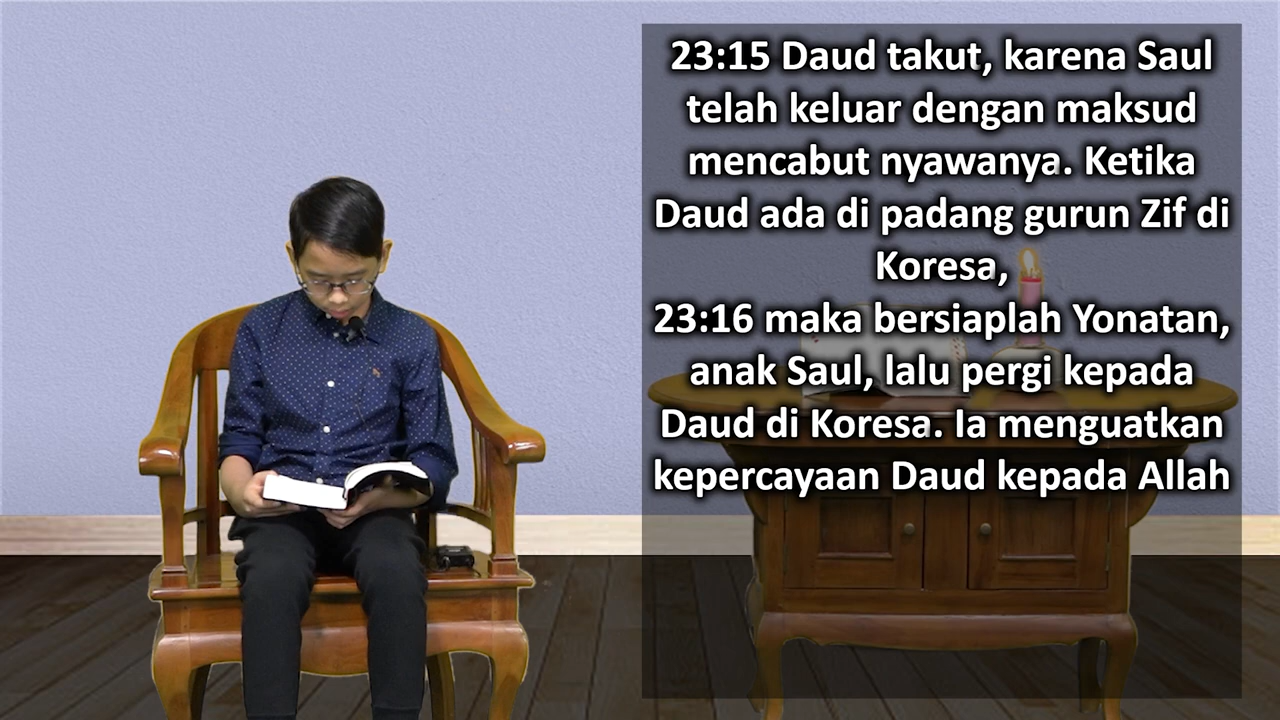 23:15 Daud takut, karena Saul
telah keluar dengan maksud
mencabut nyawanya. Ketika
Daud ada di padang gurun Zif di
Koresa,
23:16 maka bersiaplah Yonatan,
anak Saul, lalu pergi kepada
Daud di Koresa. Ia menguatkan
kepercayaan Daud kepada Allah